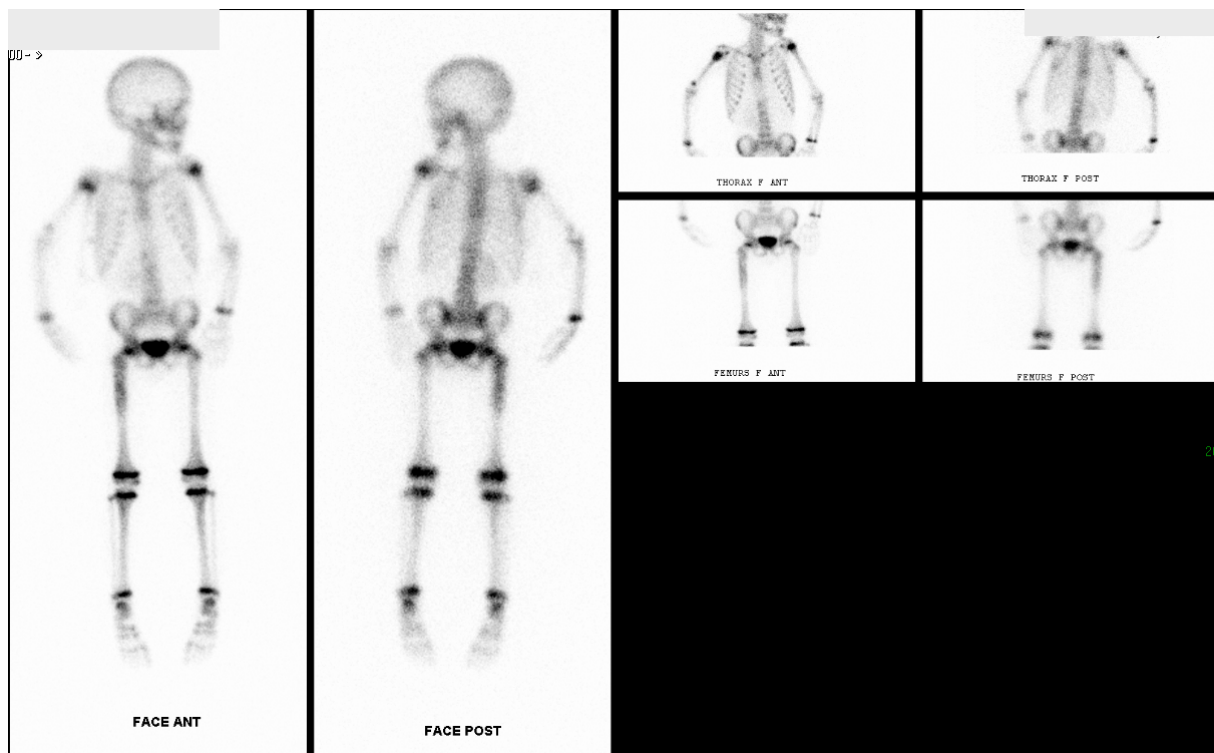 THORAX F ANT
THORAX F POST
FEMURS F ANT
FEMURS F POST
FACE ANT
FACE POST